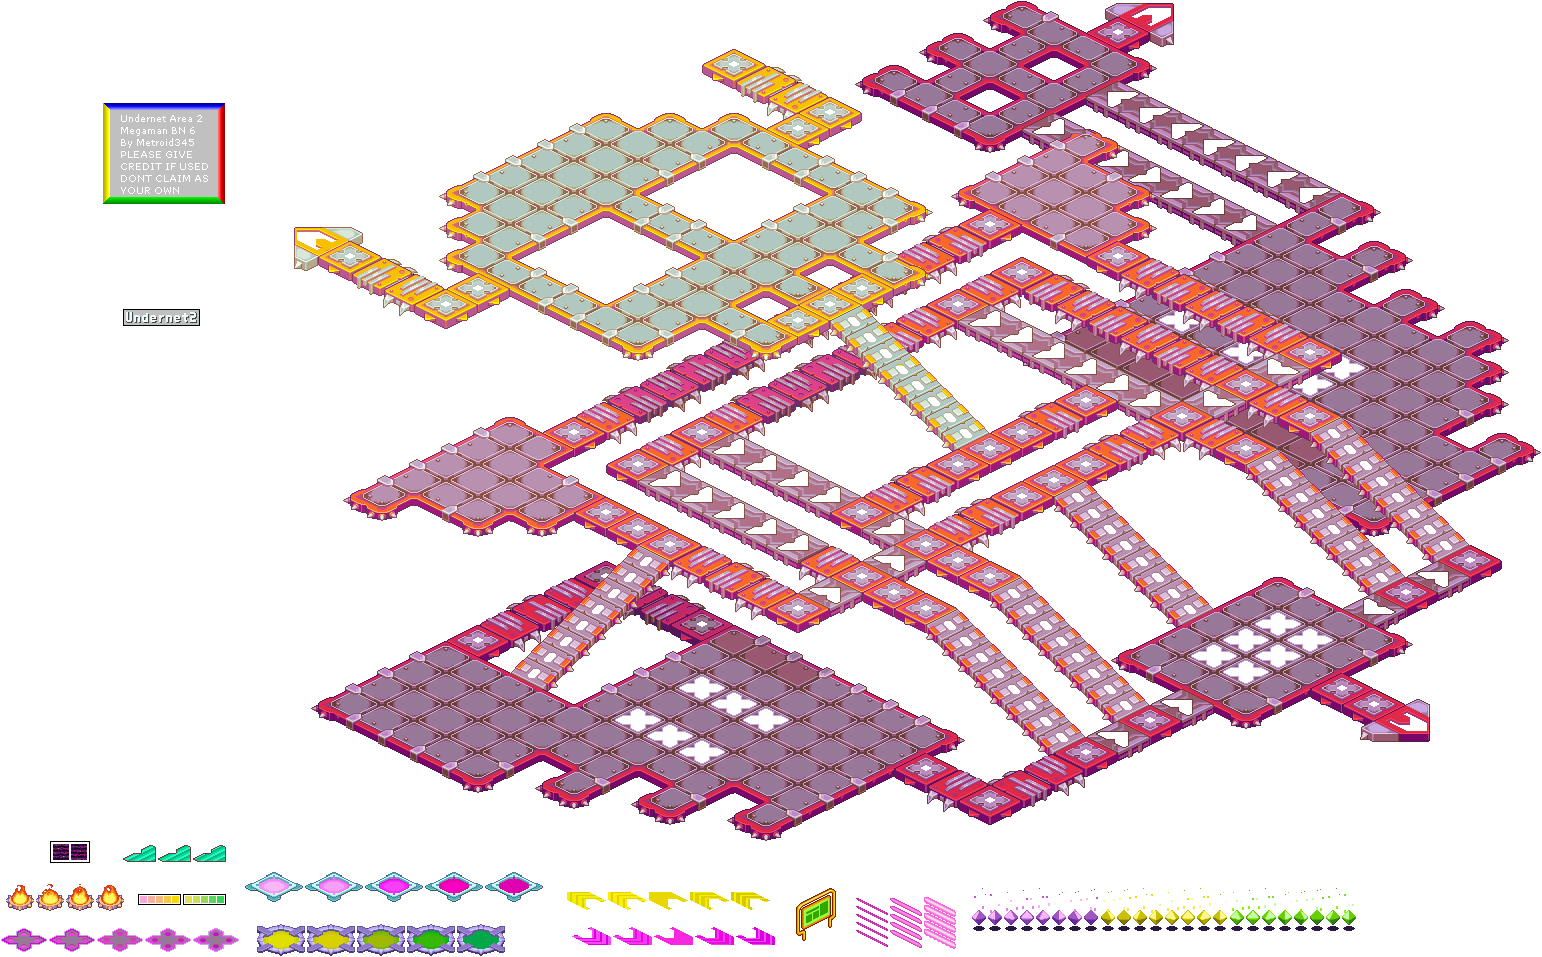 Undernet Area 2
Megaman BN 6
By Metroid345
PLEASE GIVE
CREDIT IF USED
DONT CLAIM AS
YOUR OWN
Undernet2